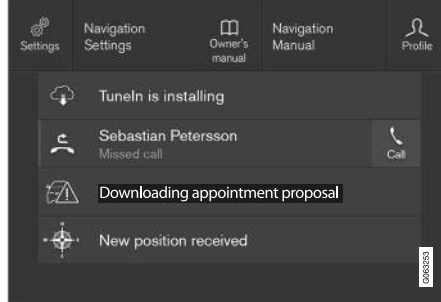 Settings
Navigation
Settings
Owner's
manual
Navigation
Manual
Profile
TuneIn is installing
Sebastian Petersson
Missed call
Call
Downloading appointment proposal
New position received
G063253